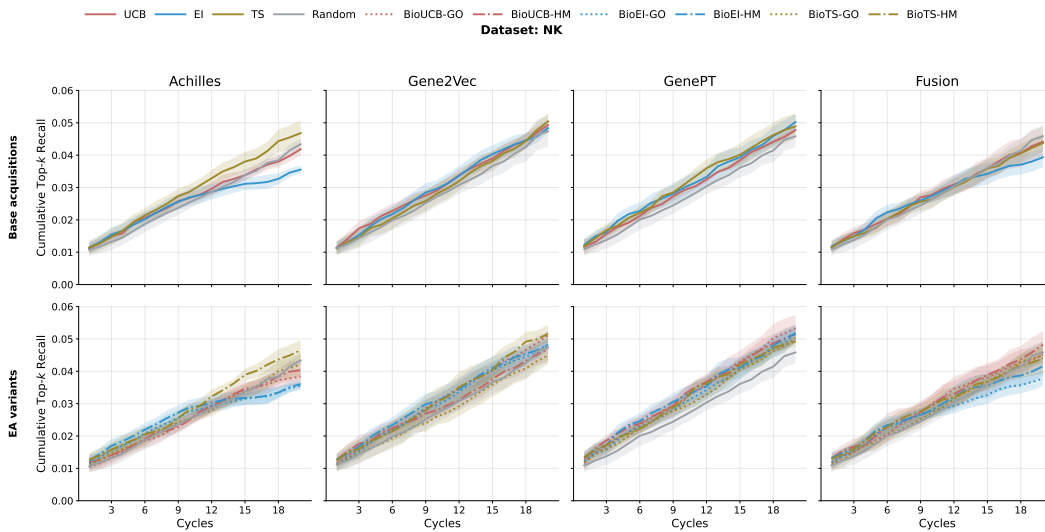 UCB EI TS Random BioUCB-GO BioUCB-HM BioEI-GO BioEI-HM BioTS-GO BioTS-HM
Dataset: NK
Achilles Gene2Vec GenePT Fusion
Base acquisitions
Cumulative Top-k Recall
0.06
0.05
0.04
0.03
0.02
0.01
0.00
EA variants
Cumulative Top-k Recall
0.06
0.05
0.04
0.03
0.02
0.01
0.00
3 6 9 12 15 18 3 6 9 12 15 18 3 6 9 12 15 18 3 6 9 12 15 18
Cycles Cycles Cycles Cycles